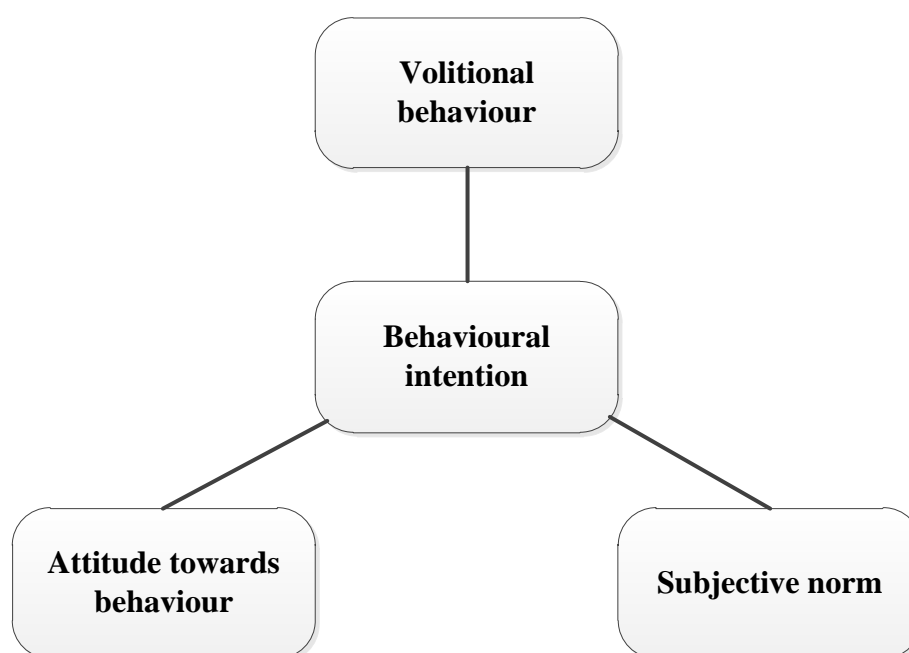 Volitional
behaviour
Behavioural
intention
Attitude towards
behaviour
Subjective norm